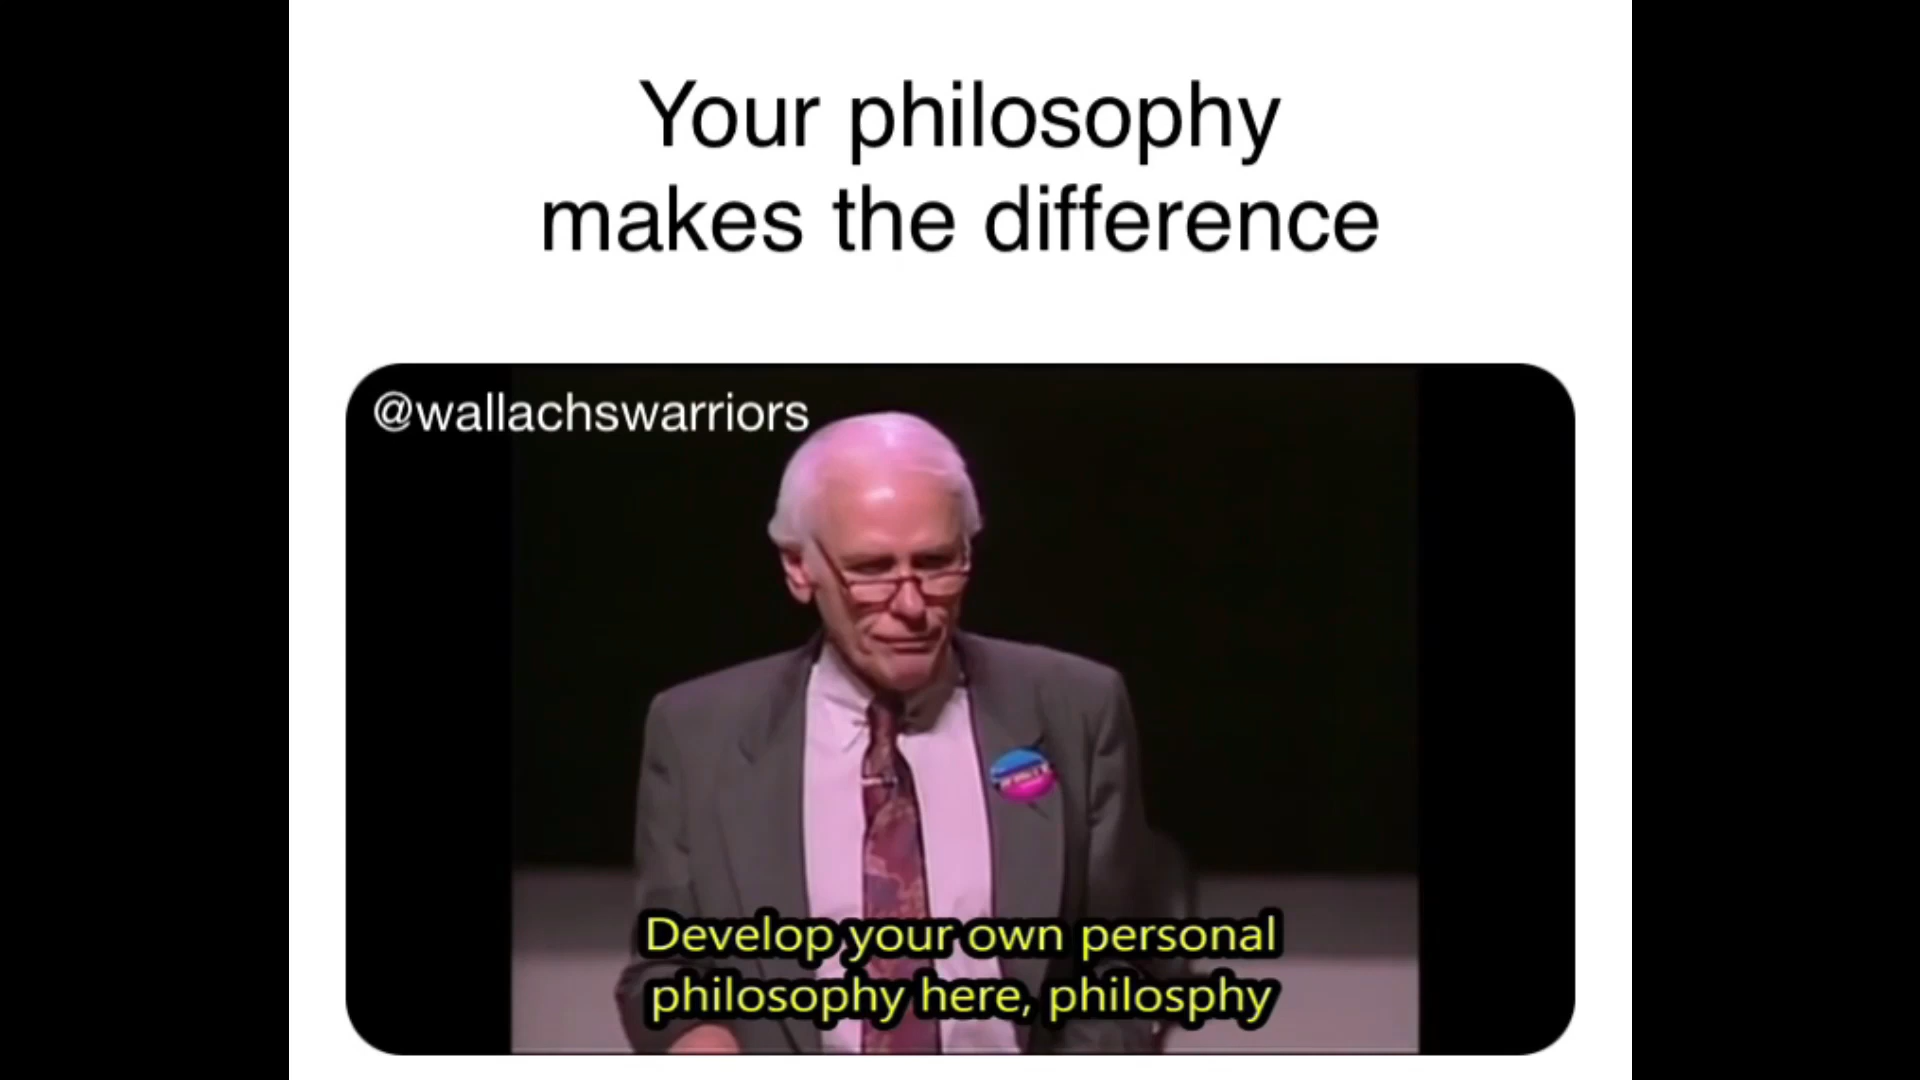 Your philosophy
makes the difference
@wallachswarriors
Develop your own personal
philosophy here, philosphy